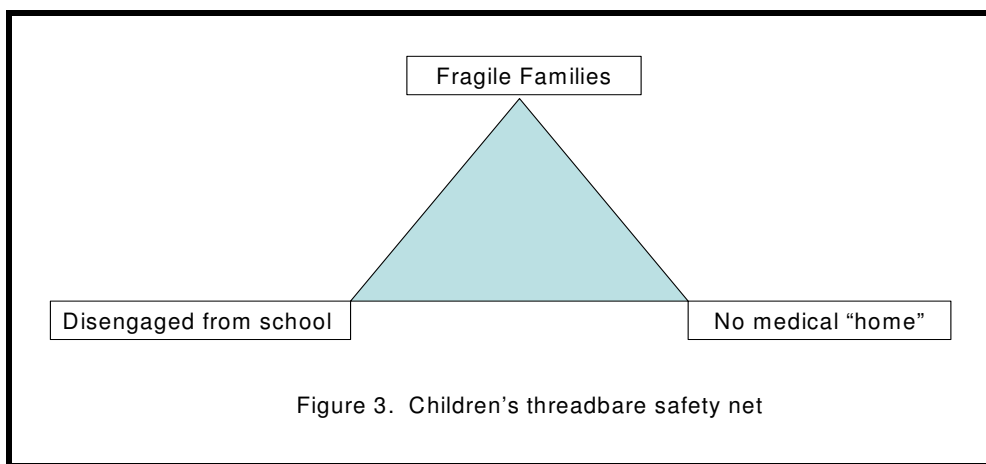 Fragile Families
Disengaged from school
No medical “home”
Figure 3. Children’s threadbare safety net